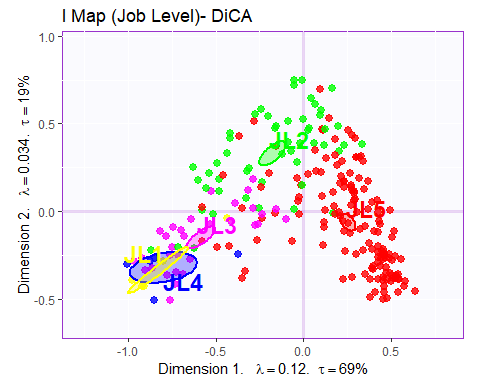 I Map (Job Level)- DiCA
1.0
0.5
0.0
-0.5
Dimension 2. λ = 0.034. τ = 19%
JL2
JL5
JL3
JL4
-1.0 -0.5 0.0 0.5
Dimension 1. λ = 0.12. τ = 69%